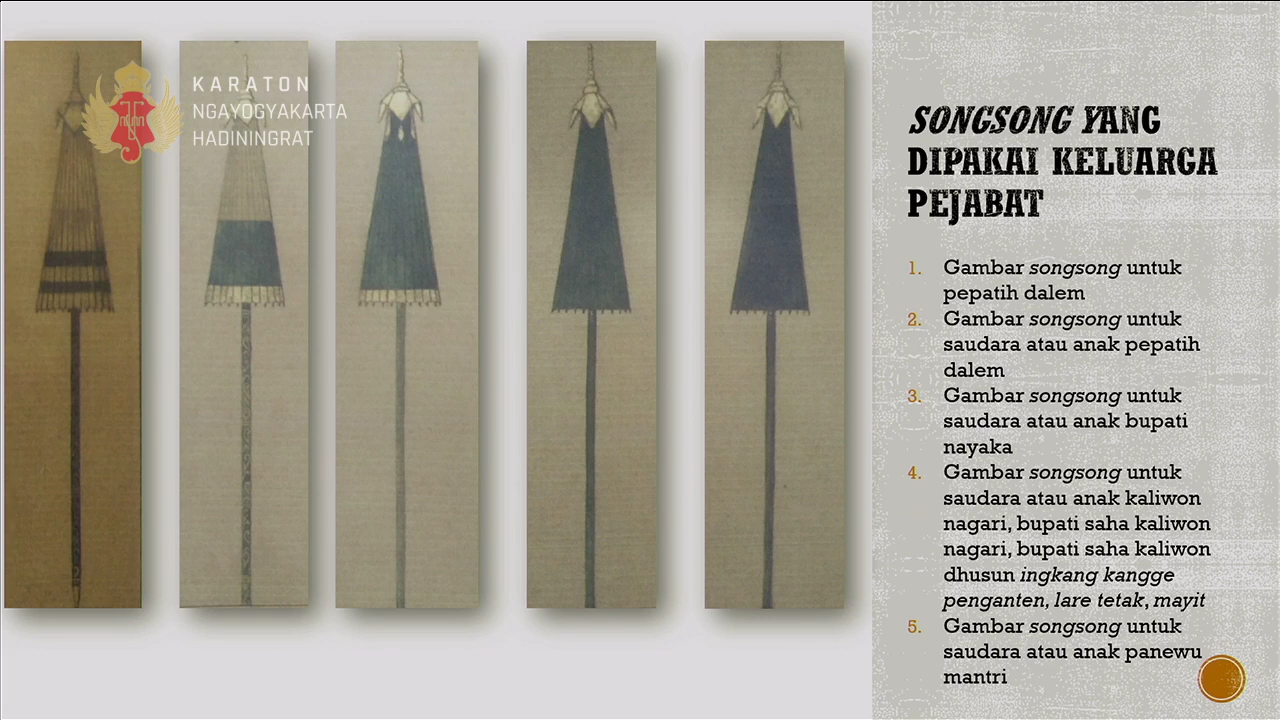 KARATON
NGAYOGYAKARTA
HADININGRAT
SONGSONG YANG
DIPAKAI KELUARGA
PEJABAT
1. Gambar songsong untuk
pepatih dalem
2. Gambar songsong untuk
saudara atau anak pepatih
dalem
3. Gambar songsong untuk
saudara atau anak bupati
nayaka
4. Gambar songsong untuk
saudara atau anak kaliwon
nagari, bupati saha kaliwon
nagari, bupati saha kaliwon
dhusun ingkang kangge
penganten, lare tetak, mayit
5. Gambar songsong untuk
saudara atau anak panewu
mantri